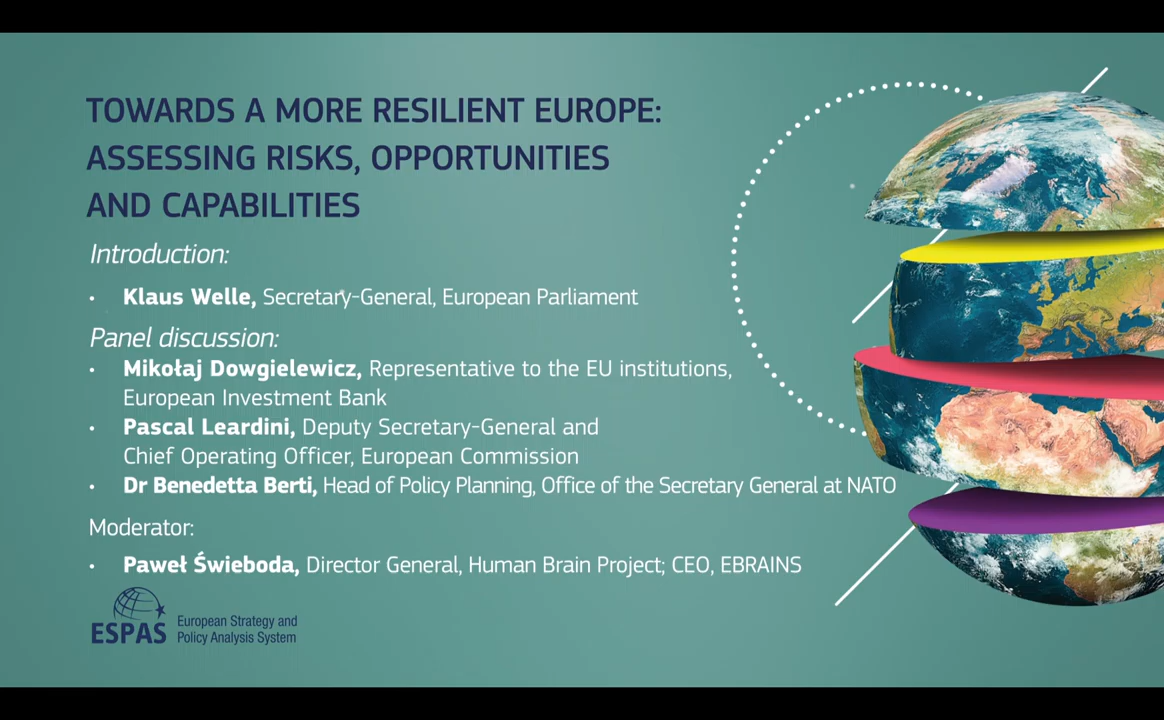 TOWARDS A MORE RESILIENT EUROPE:
ASSESSING RISKS, OPPORTUNITIES
AND CAPABILITIES
Introduction:
• Klaus Welle, Secretary-General, European Parliament
Panel discussion:
• Mikołaj Dowgielewicz, Representative to the EU institutions,
European Investment Bank
• Pascal Leardini, Deputy Secretary-General and
Chief Operating Officer, European Commission
• Dr Benedetta Berti, Head of Policy Planning, Office of the Secretary General at NATO
Moderator:
• Paweł Świeboda, Director General, Human Brain Project; CEO, EBRAINS
ESPAS
European Strategy and
Policy Analysis System